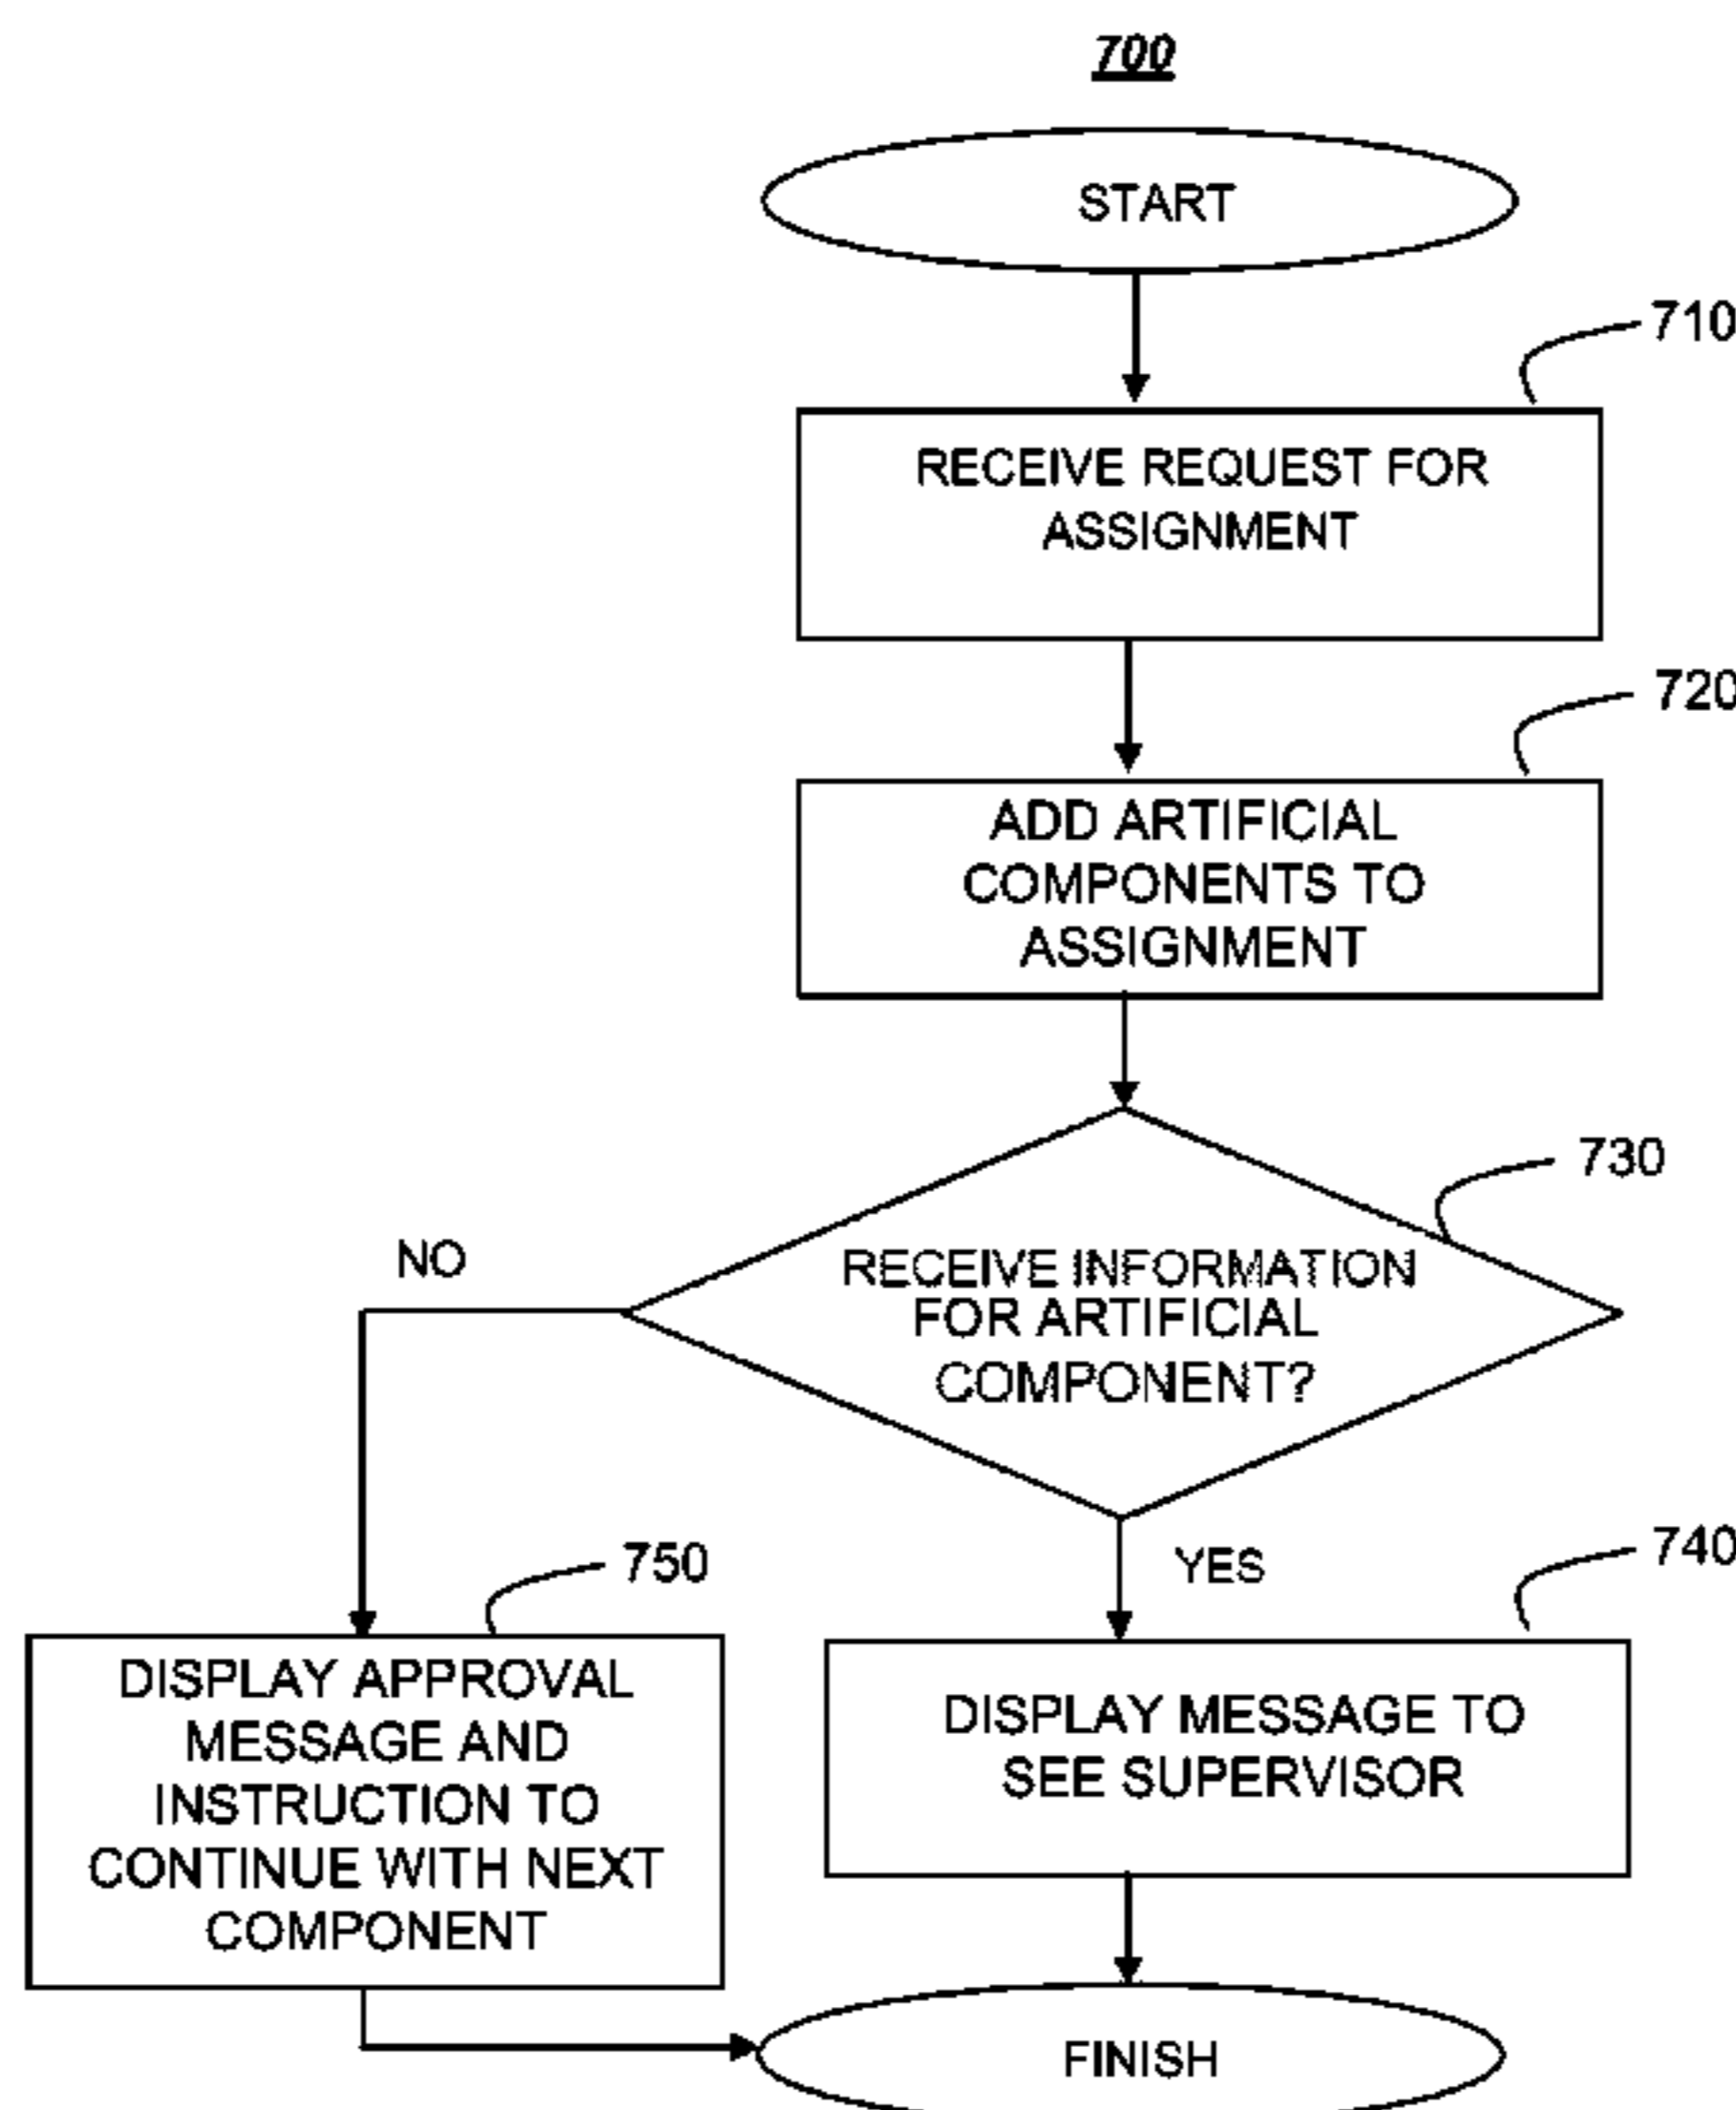 700
START
710
RECEIVE REQUEST FOR
ASSIGNMENT
720
ADD ARTIFICIAL
COMPONENTS TO
ASSIGNMENT
730
NO
RECEIVE INFORMATION
FOR ARTIFICIAL
COMPONENT?
750
YES
740
DISPLAY APPROVAL
MESSAGE AND
INSTRUCTION TO
CONTINUE WITH NEXT
COMPONENT
DISPLAY MESSAGE TO
SEE SUPERVISOR
FINISH